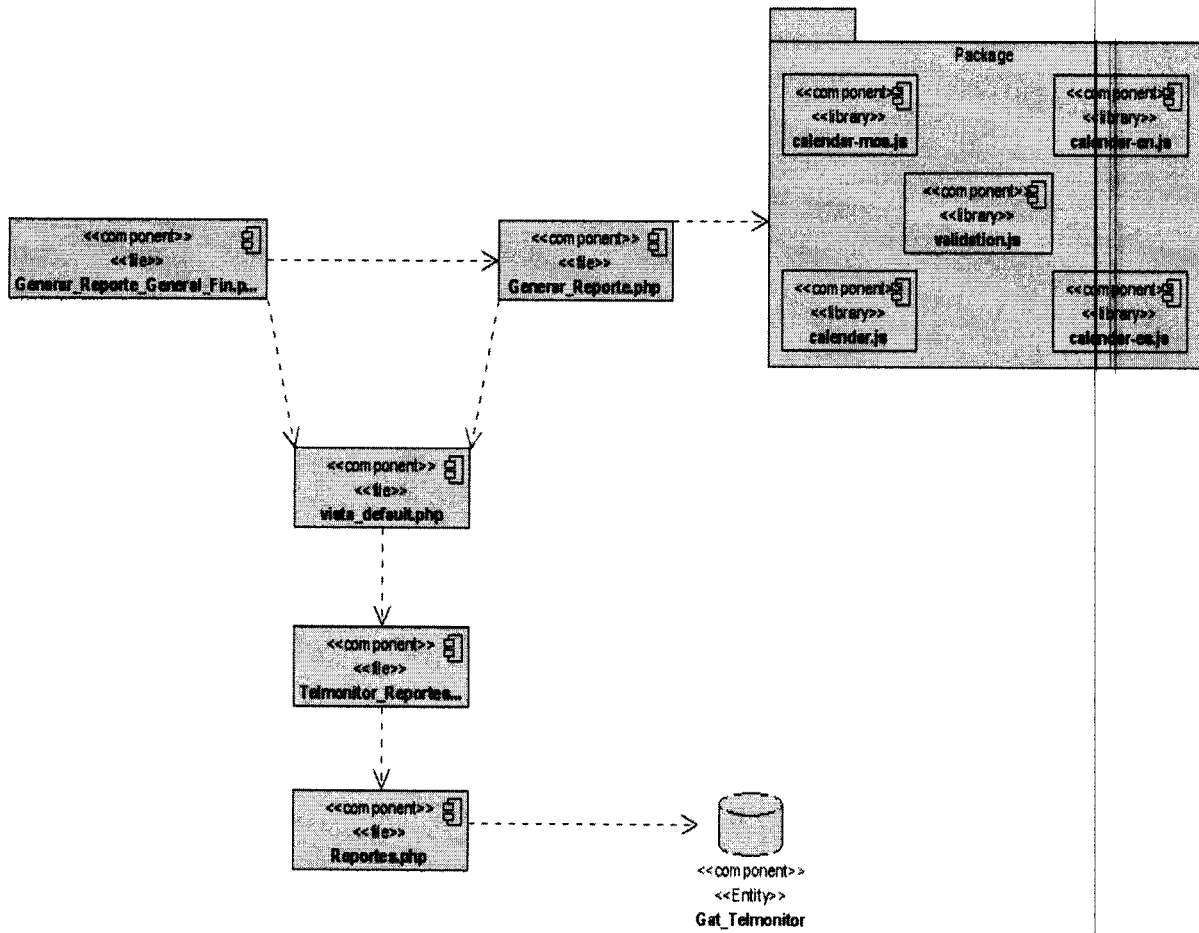 Package
<<component>>
<<library>>
calendar-mos.js
<<component>>
<<library>>
calendar-en.js
<<component>>
<<library>>
validation.js
<<component>>
<<library>>
calendar.js
<<component>>
<<library>>
calendar-es.js
<<component>>
<<file>>
Generar_Reporte_General_Fin.p...
<<component>>
<<file>>
Generar_Reporte.php
<<component>>
<<file>>
vista_default.php
<<component>>
<<file>>
Telmonitor_Reportes...
<<component>>
<<file>>
Reportes.php
<<component>>
<<Entity>>
Gat_Telmonitor